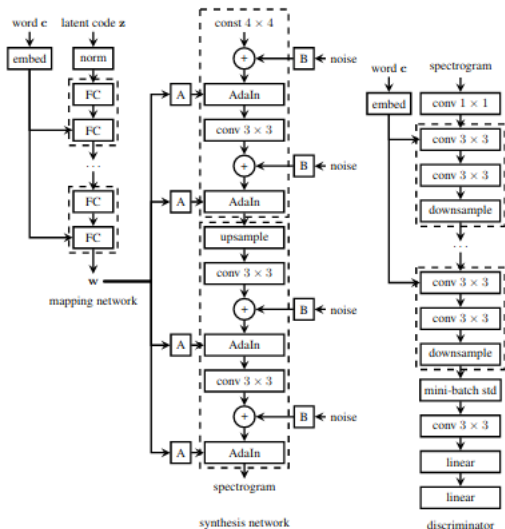 word c
latent code z
embed
norm
FC
FC
...
FC
FC
w
mapping network
const 4 × 4
+
B
noise
A
AdaIn
conv 3 × 3
+
B
noise
A
AdaIn
upsample
conv 3 × 3
+
B
noise
A
AdaIn
conv 3 × 3
+
B
noise
A
AdaIn
spectrogram
synthesis network
word c
spectrogram
embed
conv 1 × 1
conv 3 × 3
conv 3 × 3
downsample
...
conv 3 × 3
conv 3 × 3
downsample
mini-batch std
conv 3 × 3
linear
linear
discriminator